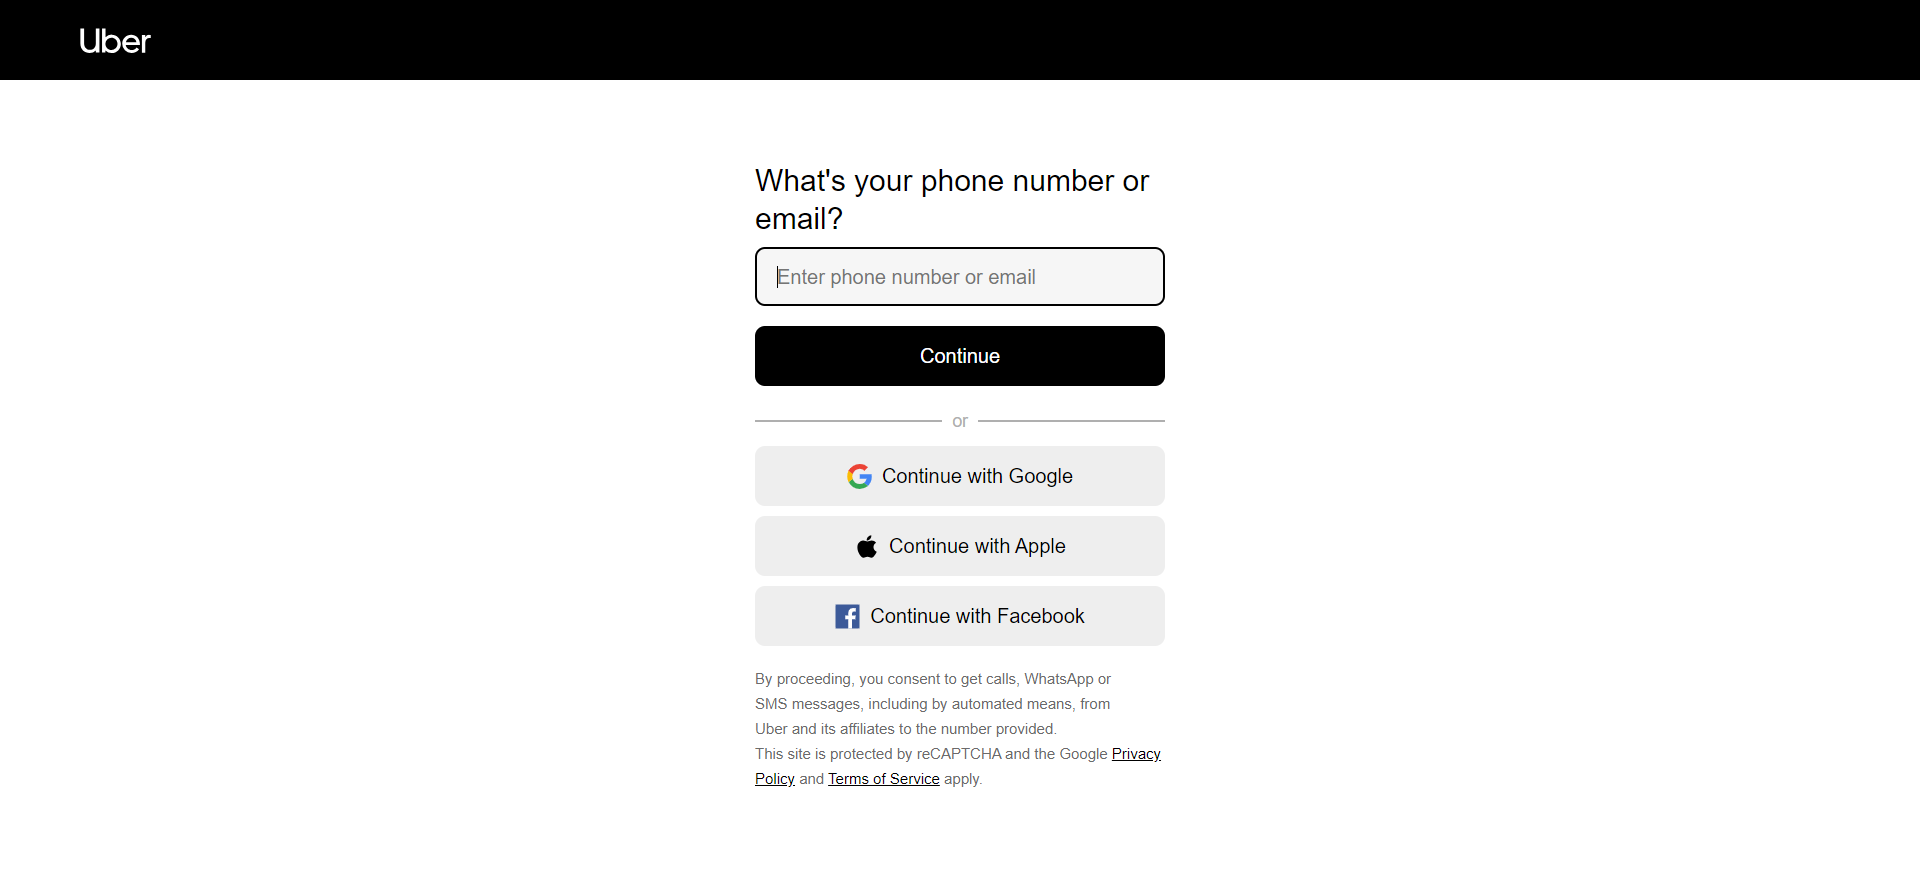 Uber
What's your phone number or
email?
Enter phone number or email
Continue
or
Continue with Google
Continue with Apple
Continue with Facebook
By proceeding, you consent to get calls, WhatsApp or
SMS messages, including by automated means, from
Uber and its affiliates to the number provided.
This site is protected by reCAPTCHA and the Google Privacy
Policy and Terms of Service apply.